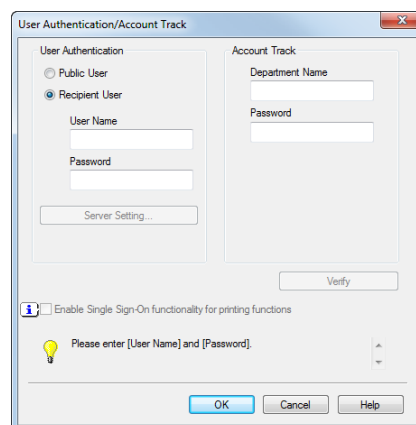 User Authentication/Account Track
User Authentication
Public User
Recipient User
User Name
Password
Server Setting...
Account Track
Department Name
Password
Verify
Enable Single Sign-On functionality for printing functions
Please enter [User Name] and [Password].
OK
Cancel
Help